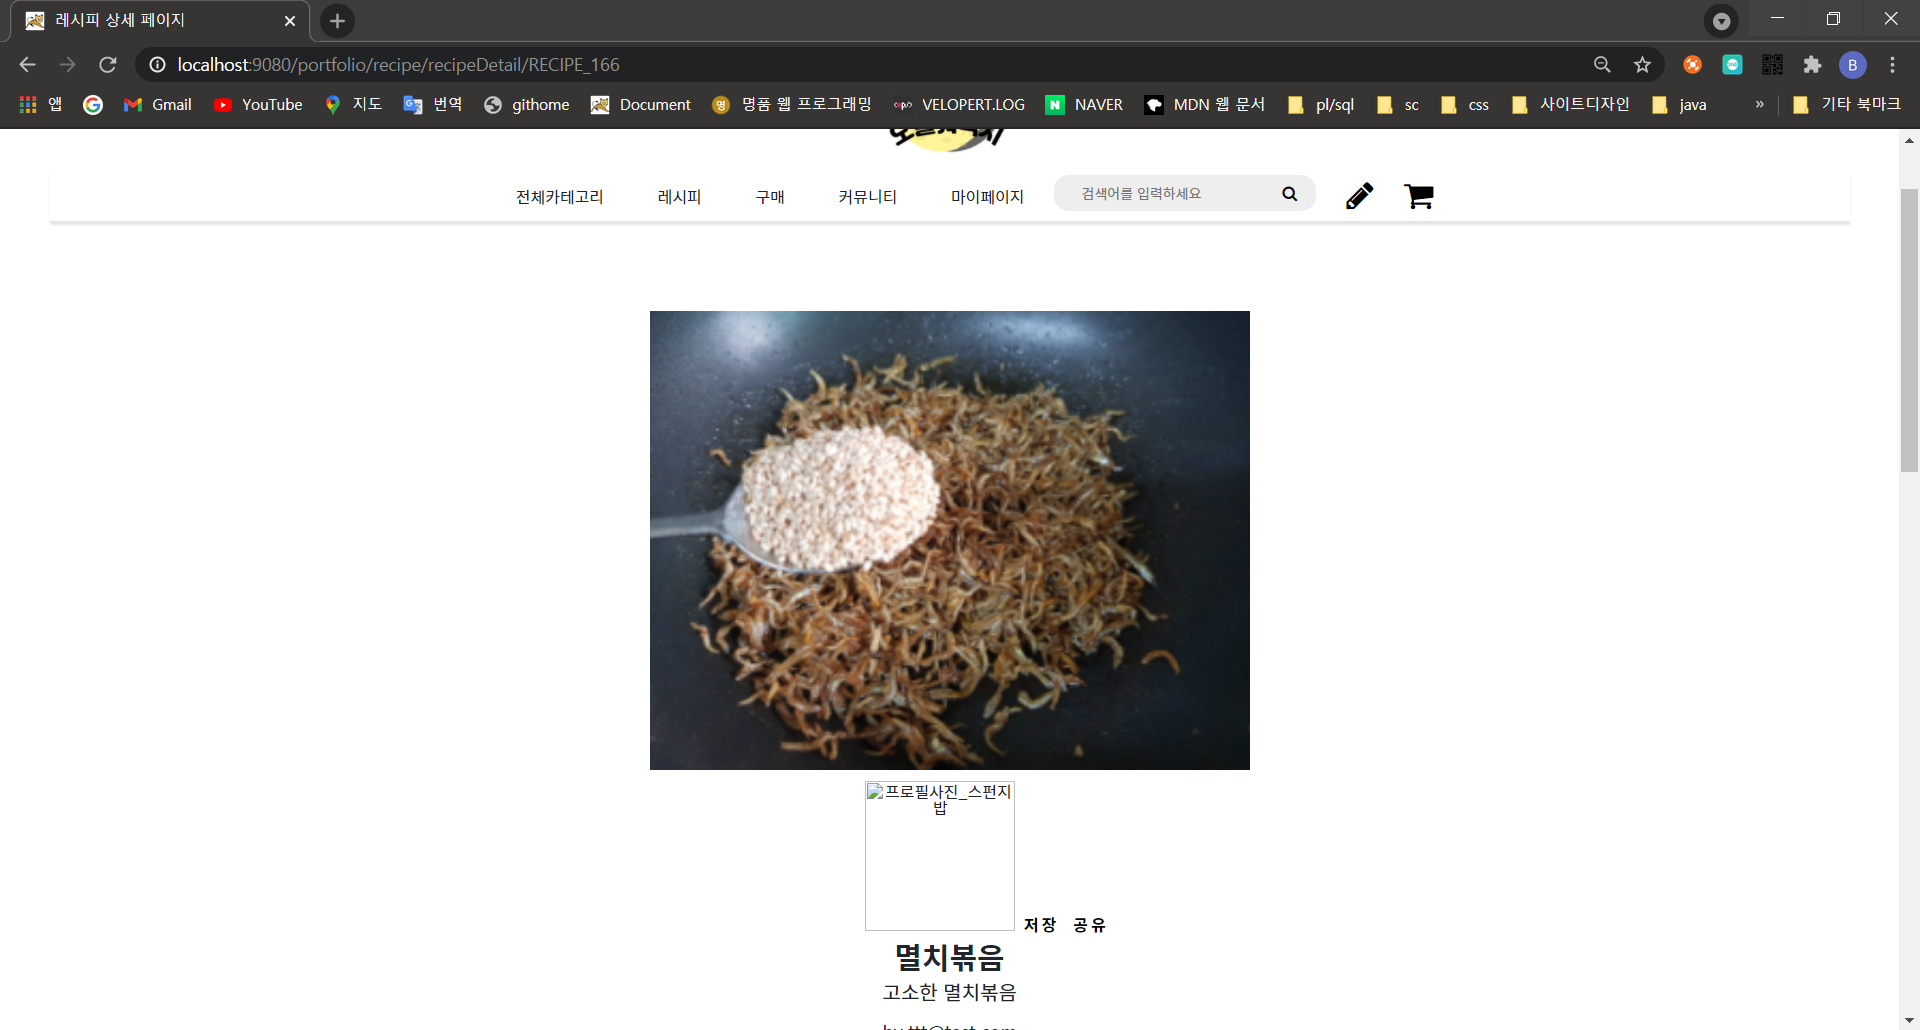 레시피 상세 페이지
localhost:9080/portfolio/recipe/recipeDetail/RECIPE_166
B
앱 Gmail YouTube 지도 번역 githome Document 명 명품 웹 프로그래밍 VELOPERT.LOG N NAVER MDN 웹 문서 pl/sql sc css 사이트디자인 java » 기타 북마크
전체카테고리 레시피 구매 커뮤니티 마이페이지 검색어를 입력하세요
프로필사진_스펀지
밥
저장 공유
멸치볶음
고소한 멸치볶음
by ttt@test.com